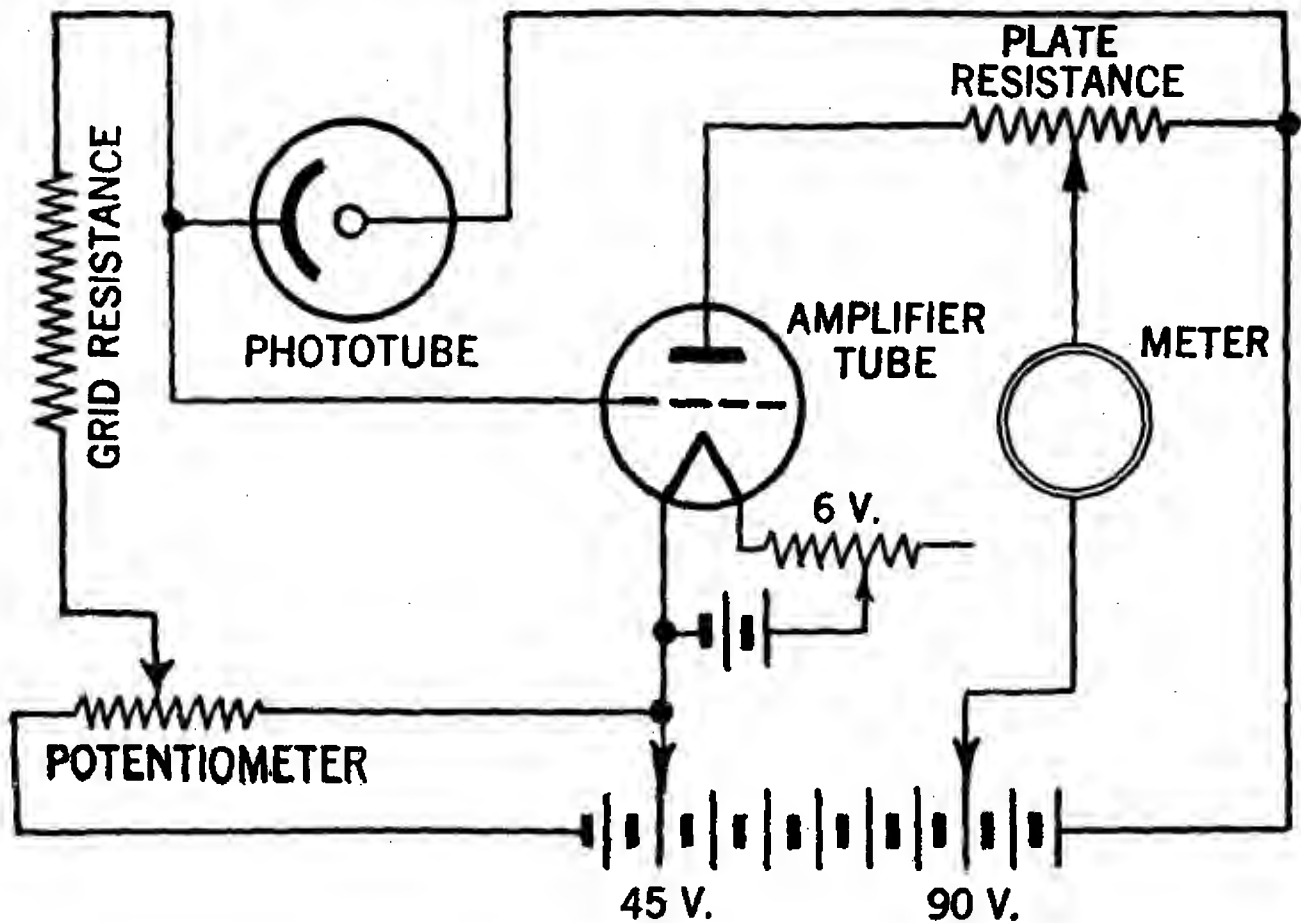 PLATE
RESISTANCE
GRID RESISTANCE
PHOTOTUBE
AMPLIFIER
TUBE
METER
6 V.
POTENTIOMETER
45 V.
90 V.